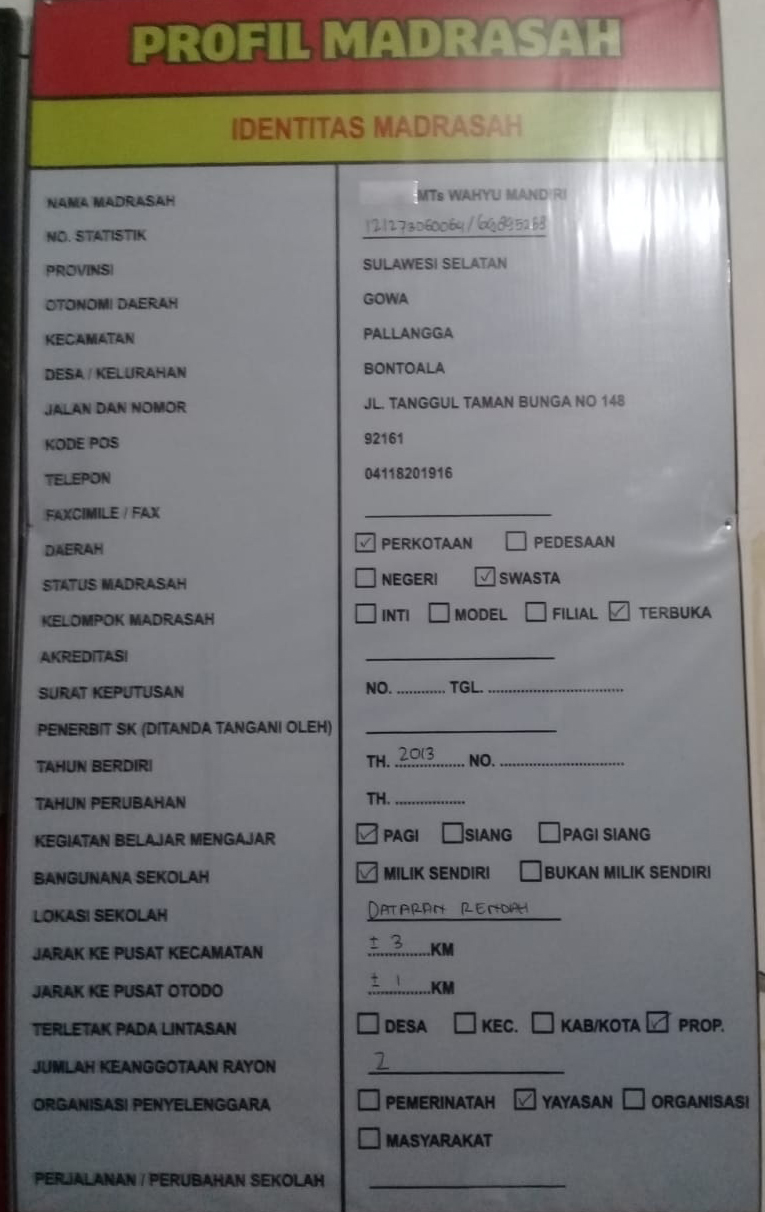 PROFIL MADRASAH
IDENTITAS MADRASAH
NAMA MADRASAH MTs WAHYU MANDIRI
NO. STATISTIK
PROVINSI SULAWESI SELATAN
OTONOMI DAERAH GOWA
KECAMATAN PALLANGGA
DESA / KELURAHAN BONTOALA
JALAN DAN NOMOR JL. TANGGUL TAMAN BUNGA NO 148
KODE POS 92161
TELEPON 04118201916
FAXCIMILE / FAX
DAERAH ☑ PERKOTAAN ☐ PEDESAAN
STATUS MADRASAH ☐ NEGERI ☑ SWASTA
KELOMPOK MADRASAH ☐ INTI ☐ MODEL ☐ FILIAL ☑ TERBUKA
AKREDITASI
SURAT KEPUTUSAN NO. ............ TGL. ..................................
PENERBIT SK (DITANDA TANGANI OLEH)
TAHUN BERDIRI TH. 2013 NO. ...............................
TAHUN PERUBAHAN TH. .................
KEGIATAN BELAJAR MENGAJAR ☑ PAGI ☐ SIANG ☐ PAGI SIANG
BANGUNANA SEKOLAH ☑ MILIK SENDIRI ☐ BUKAN MILIK SENDIRI
LOKASI SEKOLAH DATARAN RENDAH
JARAK KE PUSAT KECAMATAN ± 3 KM
JARAK KE PUSAT OTODO ± 1 KM
TERLETAK PADA LINTASAN ☐ DESA ☐ KEC. ☐ KAB/KOTA ☑ PROP.
JUMLAH KEANGGOTAAN RAYON 2
ORGANISASI PENYELENGGARA ☐ PEMERINATAH ☑ YAYASAN ☐ ORGANISASI
☐ MASYARAKAT
PERJALANAN / PERUBAHAN SEKOLAH